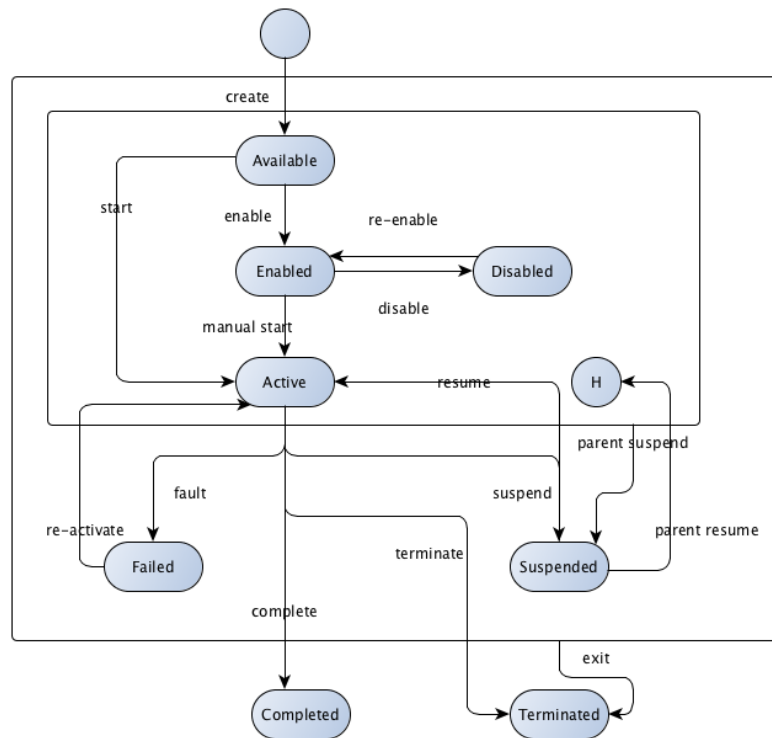 create
Available
start
enable
re-enable
Enabled
Disabled
disable
manual start
Active
resume
H
parent suspend
fault
suspend
re-activate
parent resume
terminate
Failed
Suspended
complete
exit
Completed
Terminated